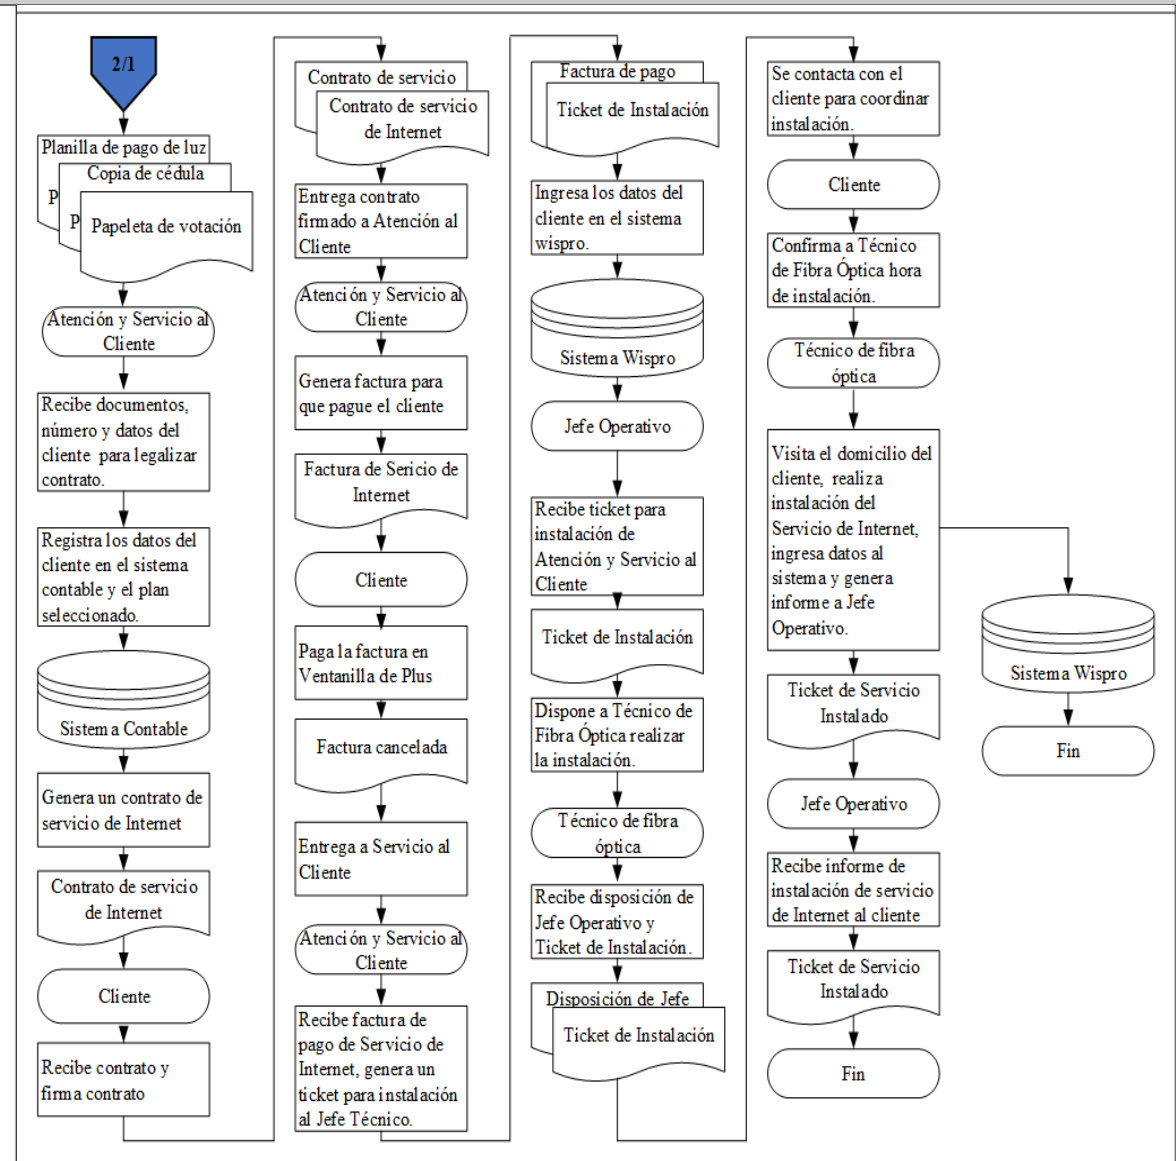 2/1
Planilla de pago de luz
Copia de cédula
P
P
Papeleta de votación
Atención y Servicio al
Cliente
Recibe documentos,
número y datos del
cliente para legalizar
contrato.
Registra los datos del
cliente en el sistema
contable y el plan
seleccionado.
Sistema Contable
Genera un contrato de
servicio de Internet
Contrato de servicio
de Internet
Cliente
Recibe contrato y
firma contrato
Contrato de servicio
Contrato de servicio
de Internet
Entrega contrato
firmado a Atención al
Cliente
Atención y Servicio al
Cliente
Genera factura para
que pague el cliente
Factura de Sericio de
Internet
Cliente
Paga la factura en
Ventanilla de Plus
Factura cancelada
Entrega a Servicio al
Cliente
Atención y Servicio al
Cliente
Recibe factura de
pago de Servicio de
Internet, genera un
ticket para instalación
al Jefe Técnico.
Factura de pago
Ticket de Instalación
Ingresa los datos del
cliente en el sistema
wispro.
Sistema Wispro
Jefe Operativo
Recibe ticket para
instalación de
Atención y Servicio al
Cliente
Ticket de Instalación
Dispone a Técnico de
Fibra Óptica realizar
la instalación.
Técnico de fibra
óptica
Recibe disposición de
Jefe Operativo y
Ticket de Instalación.
Disposición de Jefe
Ticket de Instalación
Se contacta con el
cliente para coordinar
instalación.
Cliente
Confirma a Técnico
de Fibra Óptica hora
de instalación.
Técnico de fibra
óptica
Visita el domicilio del
cliente, realiza
instalación del
Servicio de Internet,
ingresa datos al
sistema y genera
informe a Jefe
Operativo.
Ticket de Servicio
Instalado
Jefe Operativo
Recibe informe de
instalación de servicio
de Internet al cliente
Ticket de Servicio
Instalado
Fin
Sistema Wispro
Fin